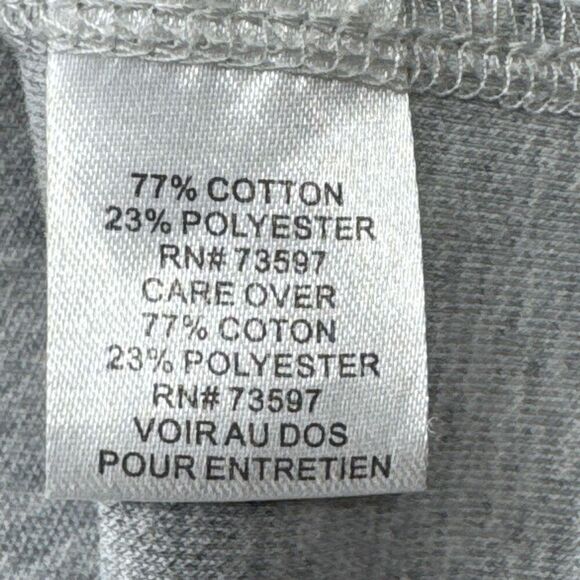 77% COTTON
23% POLYESTER
RN# 73597
CARE OVER
77% COTON
23% POLYESTER
RN# 73597
VOIR AU DOS
POUR ENTRETIEN